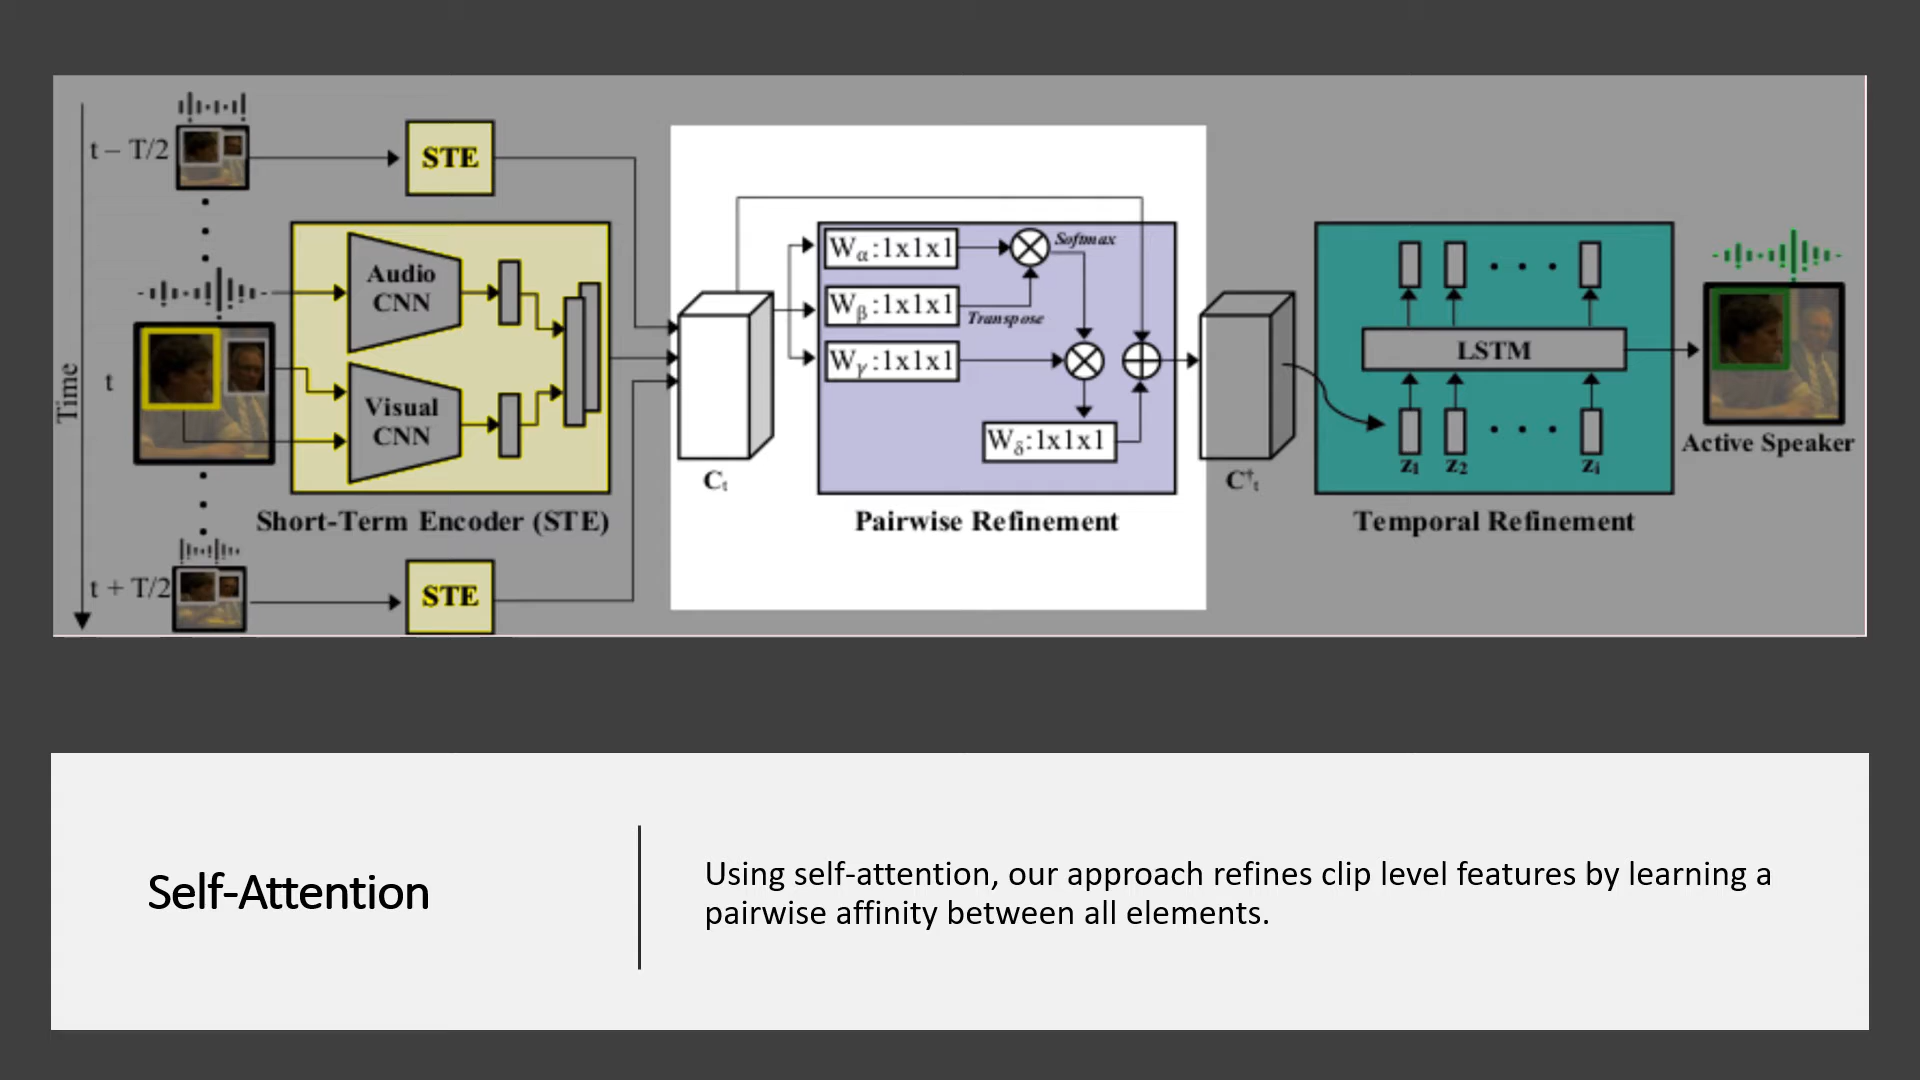 t – T/2
STE
Audio
CNN
Visual
CNN
Time
t
Short-Term Encoder (STE)
t + T/2
STE
Cₜ
Wα:1x1x1
Softmax
Wβ:1x1x1
Transpose
Wγ:1x1x1
Wδ:1x1x1
Pairwise Refinement
C†ₜ
LSTM
z₁ z₂ zᵢ
Temporal Refinement
Active Speaker
Self-Attention
Using self-attention, our approach refines clip level features by learning a
pairwise affinity between all elements.